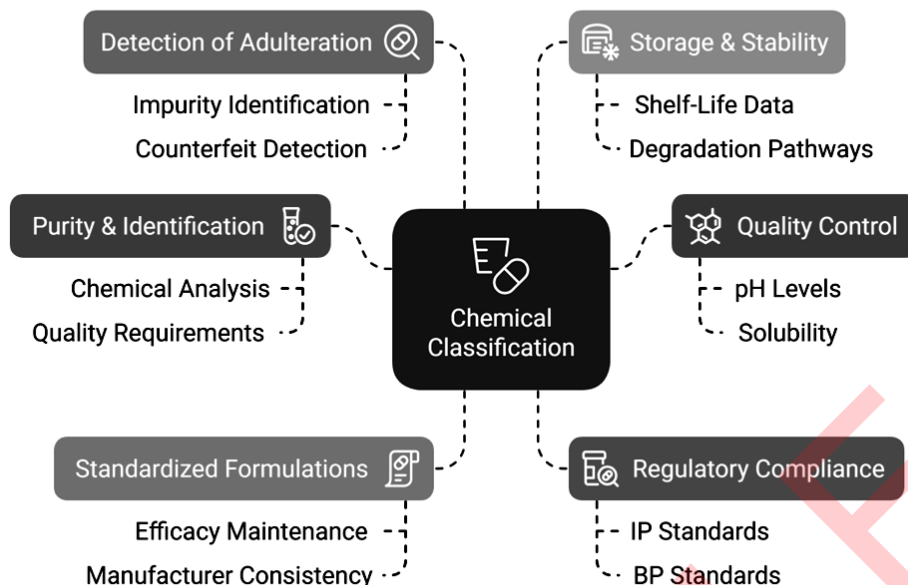 Detection of Adulteration
Impurity Identification
Counterfeit Detection
Storage & Stability
Shelf-Life Data
Degradation Pathways
Purity & Identification
Chemical Analysis
Quality Requirements
Chemical
Classification
Quality Control
pH Levels
Solubility
Standardized Formulations
Efficacy Maintenance
Manufacturer Consistency
Regulatory Compliance
IP Standards
BP Standards